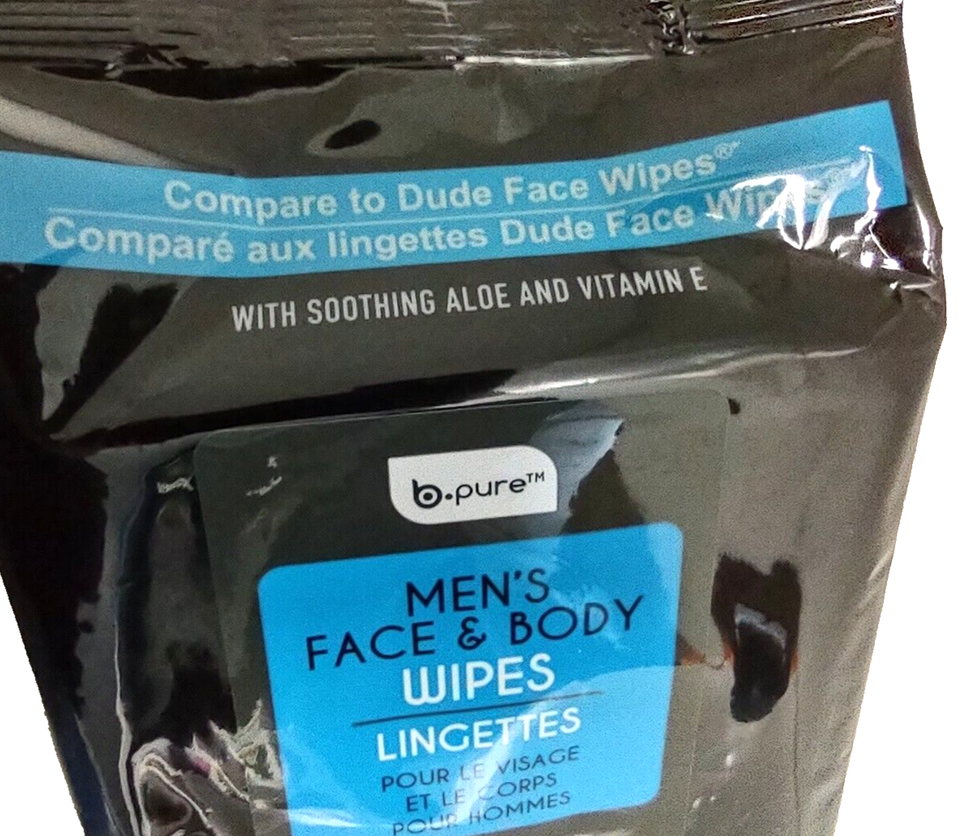 Compare to Dude Face Wipes®*
Comparé aux lingettes Dude Face Wipes
WITH SOOTHING ALOE AND VITAMIN E
b.pure™
MEN'S
FACE & BODY
WIPES
LINGETTES
POUR LE VISAGE
ET LE CORPS
POUR HOMMES